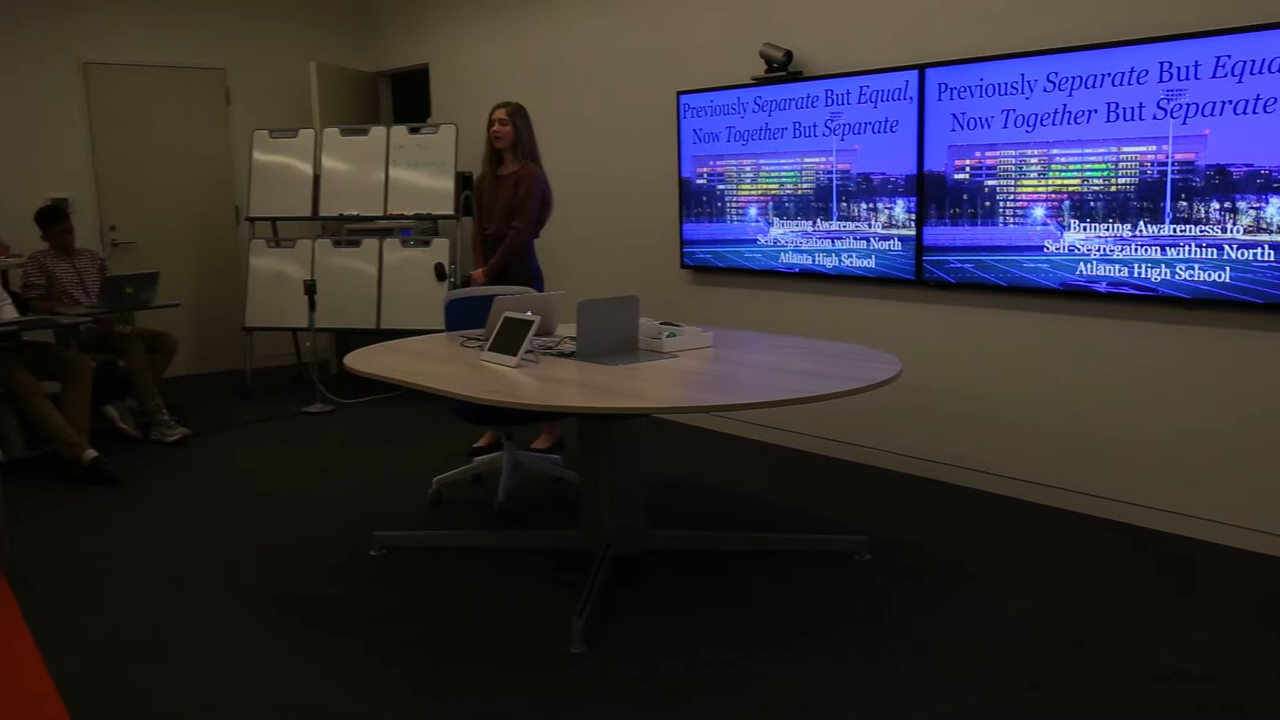 Previously Separate But Equal,
Now Together But Separate
Bringing Awareness to
Self-Segregation within North
Atlanta High School
Previously Separate But Equa
Now Together But Separate
Bringing Awareness to
Self-Segregation within North
Atlanta High School